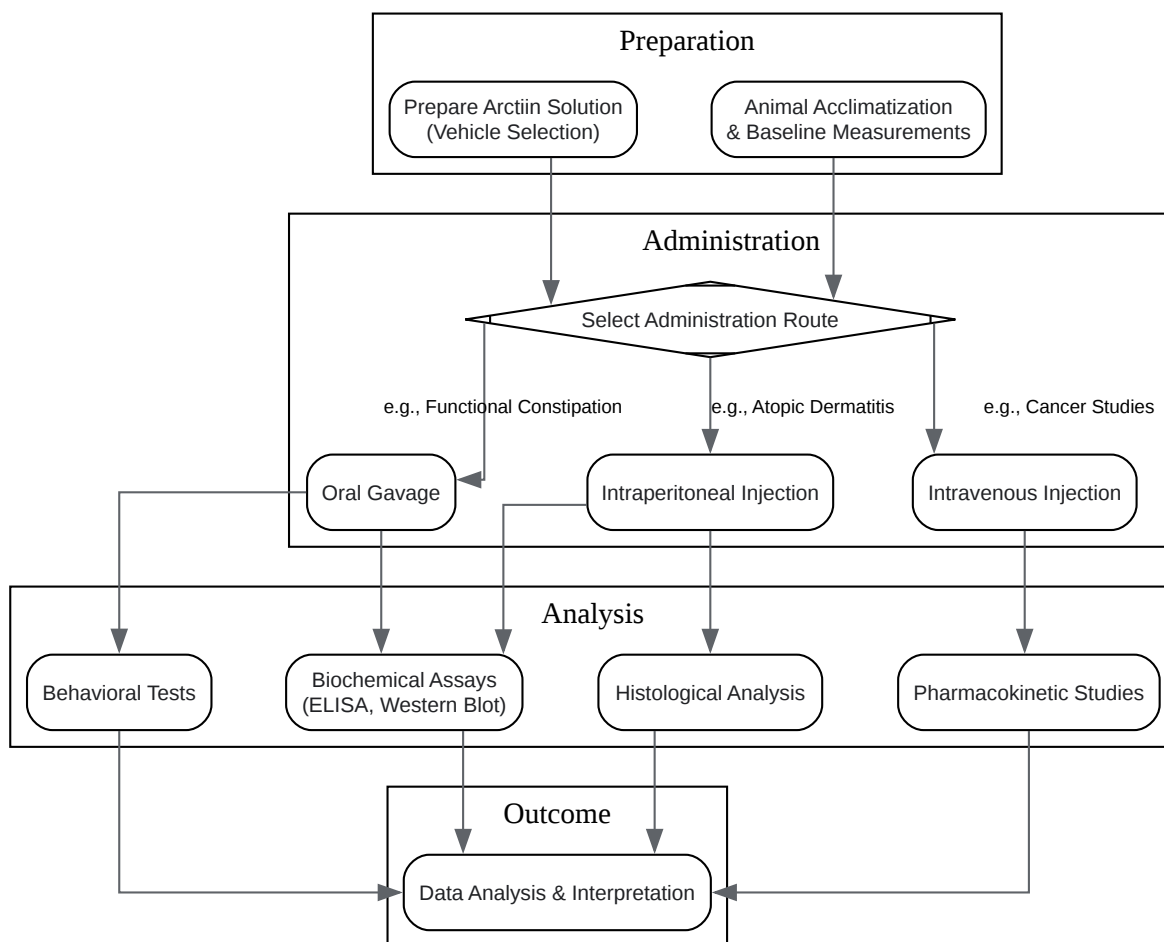 Preparation
Prepare Arctiin Solution
(Vehicle Selection)
Animal Acclimatization
& Baseline Measurements
Administration
Select Administration Route
e.g., Functional Constipation
e.g., Atopic Dermatitis
e.g., Cancer Studies
Oral Gavage
Intraperitoneal Injection
Intravenous Injection
Analysis
Behavioral Tests
Biochemical Assays
(ELISA, Western Blot)
Histological Analysis
Pharmacokinetic Studies
Outcome
Data Analysis & Interpretation